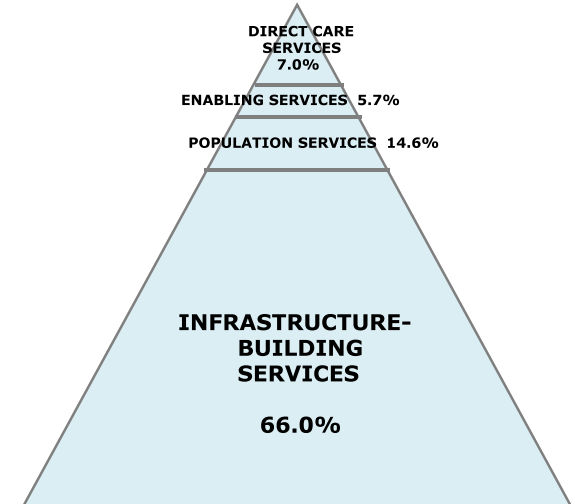 DIRECT CARE
SERVICES
7.0%
ENABLING SERVICES 5.7%
POPULATION SERVICES 14.6%
INFRASTRUCTURE-
BUILDING
SERVICES
66.0%